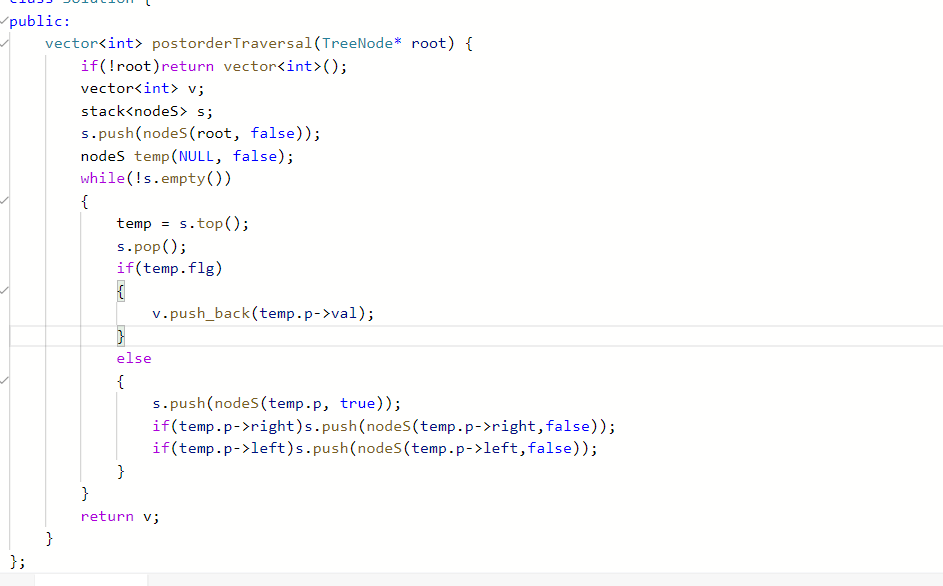 class Solution {
public:
    vector<int> postorderTraversal(TreeNode* root) {
        if(!root)return vector<int>();
        vector<int> v;
        stack<nodeS> s;
        s.push(nodeS(root, false));
        nodeS temp(NULL, false);
        while(!s.empty())
        {
            temp = s.top();
            s.pop();
            if(temp.flg)
            {
                v.push_back(temp.p->val);
            }
            else
            {
                s.push(nodeS(temp.p, true));
                if(temp.p->right)s.push(nodeS(temp.p->right,false));
                if(temp.p->left)s.push(nodeS(temp.p->left,false));
            }
        }
        return v;
    }
};